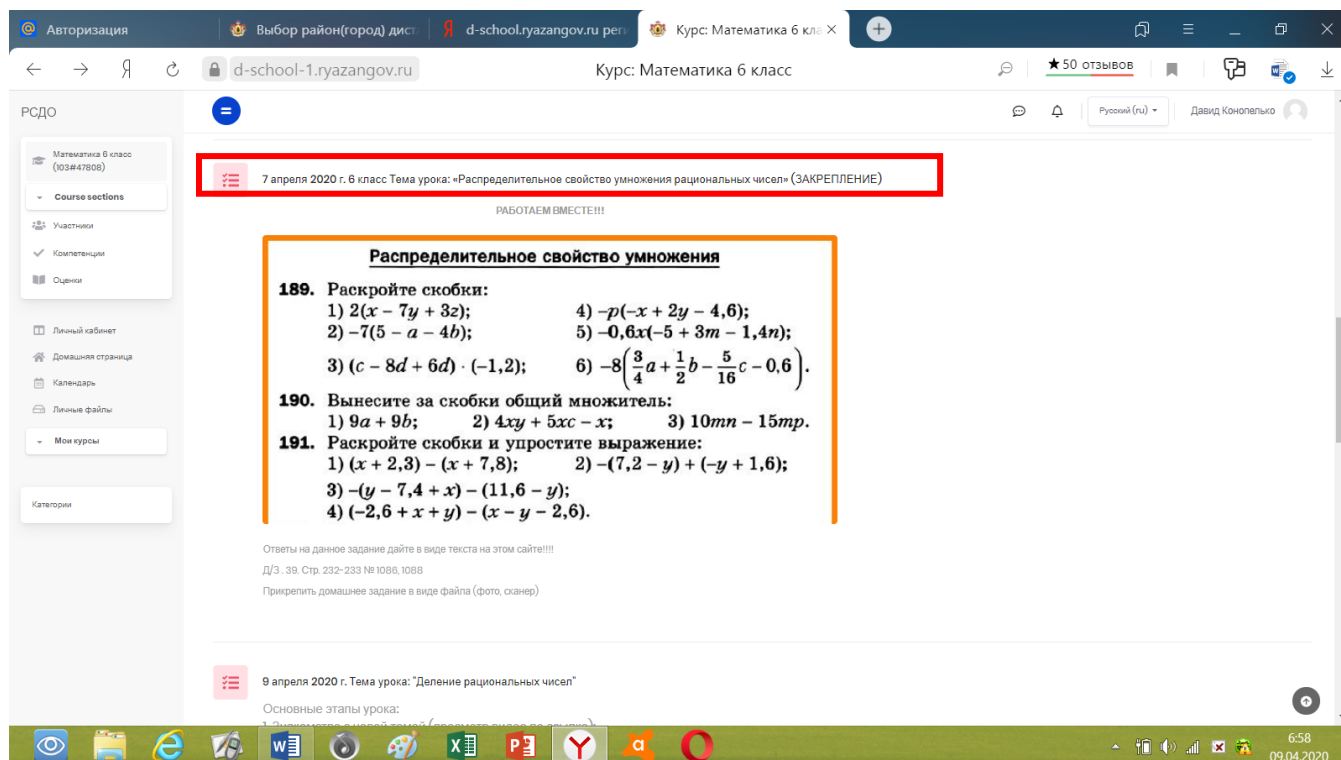 Авторизация
Выбор район(город) дист
d-school.ryazangov.ru реги
Курс: Математика 6 кла
d-school-1.ryazangov.ru
Курс: Математика 6 класс
★ 50 отзывов
РСДО
Русский (ru)
Давид Конопелько
Математика 6 класс
(103#47808)
Course sections
Участники
Компетенции
Оценки
Личный кабинет
Домашняя страница
Календарь
Личные файлы
Мои курсы
Категории
7 апреля 2020 г. 6 класс Тема урока: «Распределительное свойство умножения рациональных чисел» (ЗАКРЕПЛЕНИЕ)
РАБОТАЕМ ВМЕСТЕ!!!
Распределительное свойство умножения
189. Раскройте скобки:
1) 2(x – 7y + 3z); 4) –p(–x + 2y – 4,6);
2) –7(5 – a – 4b); 5) –0,6x(–5 + 3m – 1,4n);
3) (c – 8d + 6d) · (–1,2); 6) –8(3/4 a + 1/2 b – 5/16 c – 0,6).
190. Вынесите за скобки общий множитель:
1) 9a + 9b; 2) 4xy + 5xc – x; 3) 10mn – 15mp.
191. Раскройте скобки и упростите выражение:
1) (x + 2,3) – (x + 7,8); 2) –(7,2 – y) + (–y + 1,6);
3) –(y – 7,4 + x) – (11,6 – y);
4) (–2,6 + x + y) – (x – y – 2,6).
Ответы на данное задание дайте в виде текста на этом сайте!!!!
Д/З . 39. Стр. 232-233 № 1086, 1088
Прикрепить домашнее задание в виде файла (фото, сканер)
9 апреля 2020 г. Тема урока: "Деление рациональных чисел"
Основные этапы урока:
6:58
09.04.2020